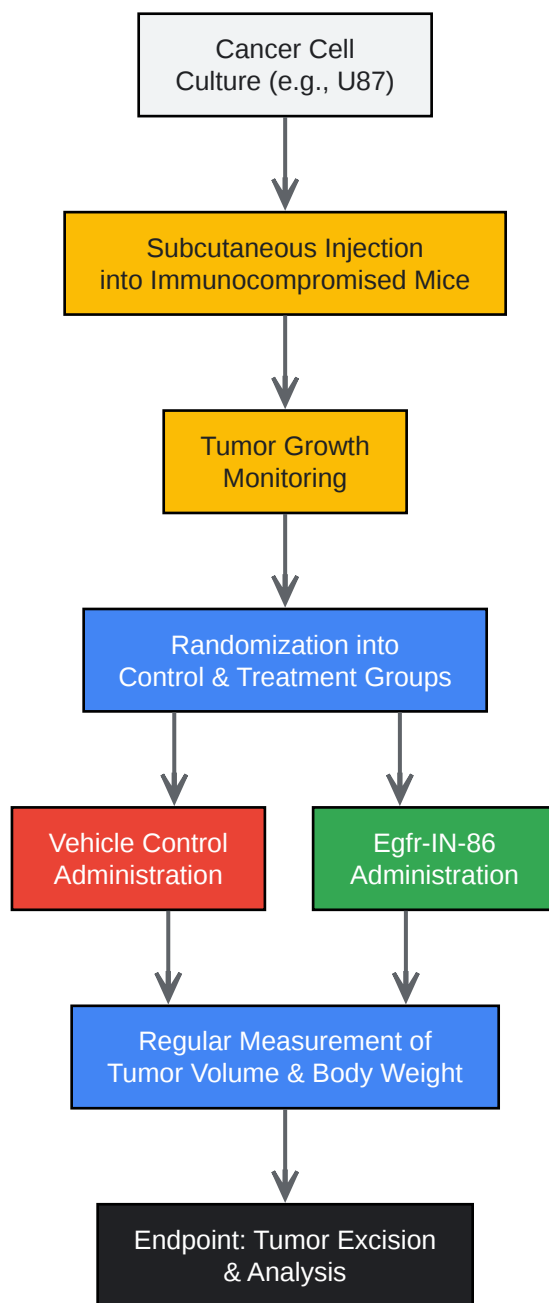 Cancer Cell
Culture (e.g., U87)
Subcutaneous Injection
into Immunocompromised Mice
Tumor Growth
Monitoring
Randomization into
Control & Treatment Groups
Vehicle Control
Administration
Egfr-IN-86
Administration
Regular Measurement of
Tumor Volume & Body Weight
Endpoint: Tumor Excision
& Analysis